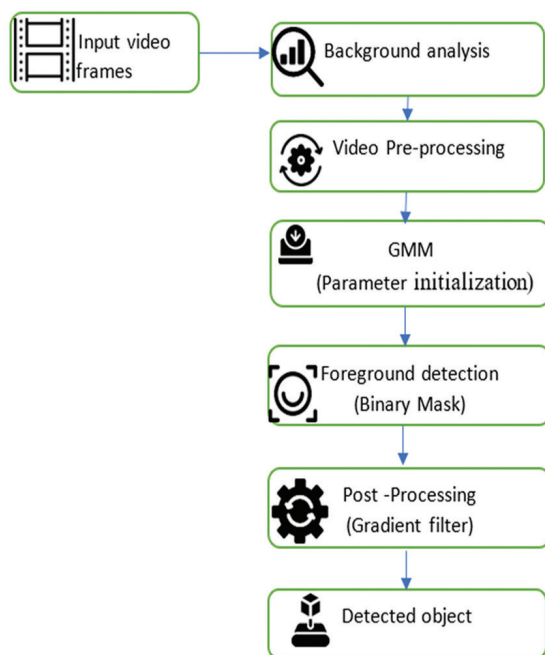 Input video
frames
Background analysis
Video Pre-processing
GMM
(Parameter initialization)
Foreground detection
(Binary Mask)
Post -Processing
(Gradient filter)
Detected object